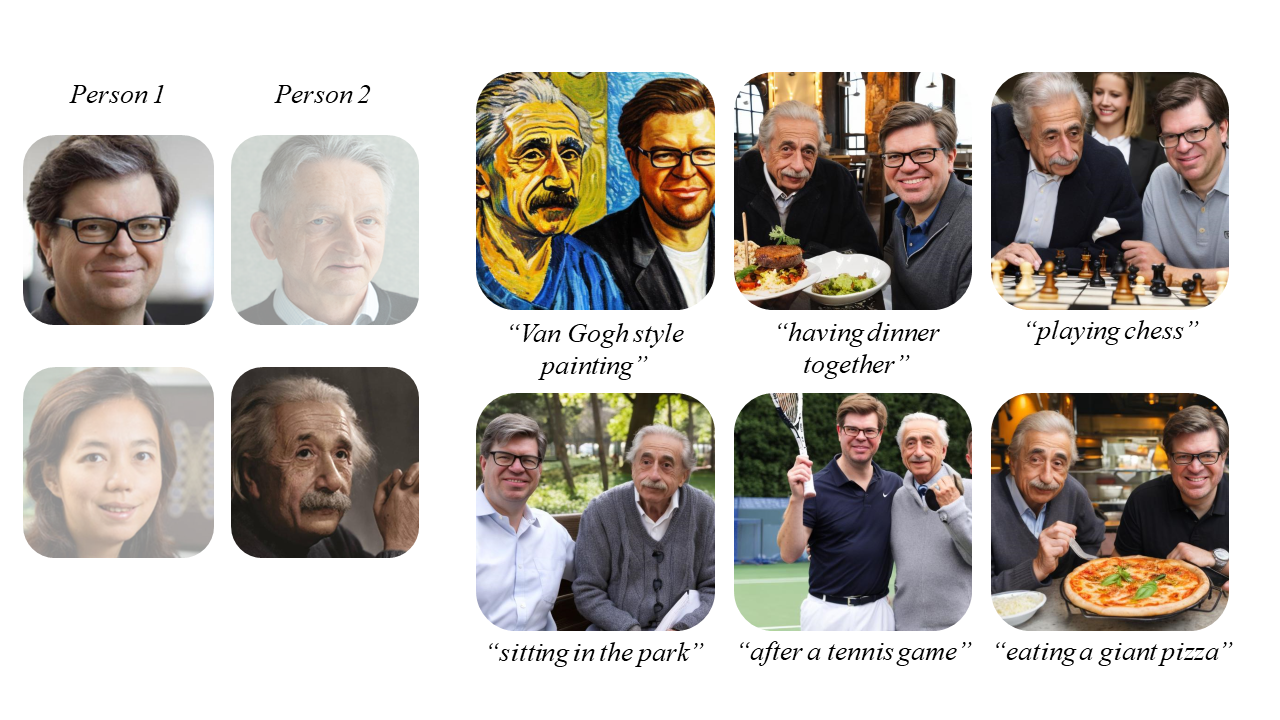 Person 1
Person 2
“Van Gogh style
painting”
“having dinner
together”
“playing chess”
“sitting in the park”
“after a tennis game”
“eating a giant pizza”